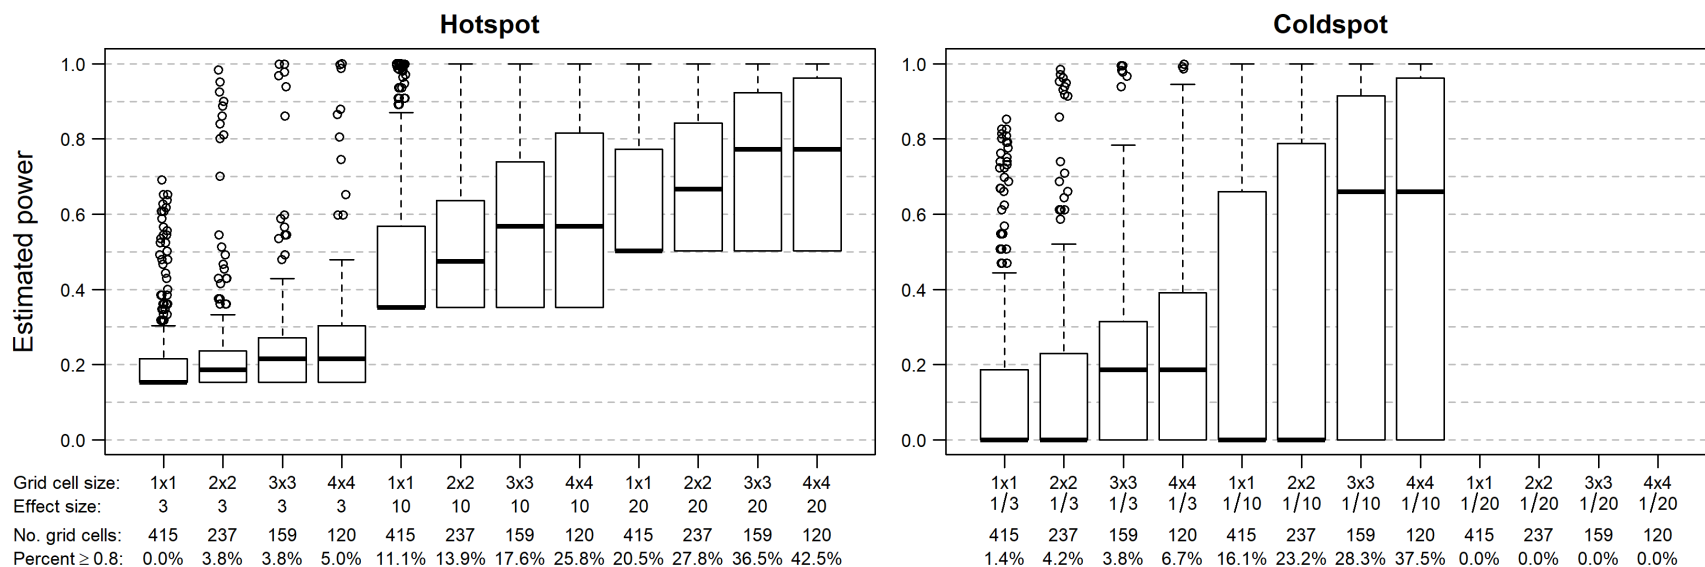 Hotspot
Coldspot
Estimated power
1.0
0.8
0.6
0.4
0.2
0.0
1.0
0.8
0.6
0.4
0.2
0.0
Grid cell size: 1x1 2x2 3x3 4x4 1x1 2x2 3x3 4x4 1x1 2x2 3x3 4x4
Effect size: 3 3 3 3 10 10 10 10 20 20 20 20
No. grid cells: 415 237 159 120 415 237 159 120 415 237 159 120
Percent ≥ 0.8: 0.0% 3.8% 3.8% 5.0% 11.1% 13.9% 17.6% 25.8% 20.5% 27.8% 36.5% 42.5%
1x1 2x2 3x3 4x4 1x1 2x2 3x3 4x4 1x1 2x2 3x3 4x4
1/3 1/3 1/3 1/3 1/10 1/10 1/10 1/10 1/20 1/20 1/20 1/20
415 237 159 120 415 237 159 120 415 237 159 120
1.4% 4.2% 3.8% 6.7% 16.1% 23.2% 28.3% 37.5% 0.0% 0.0% 0.0% 0.0%